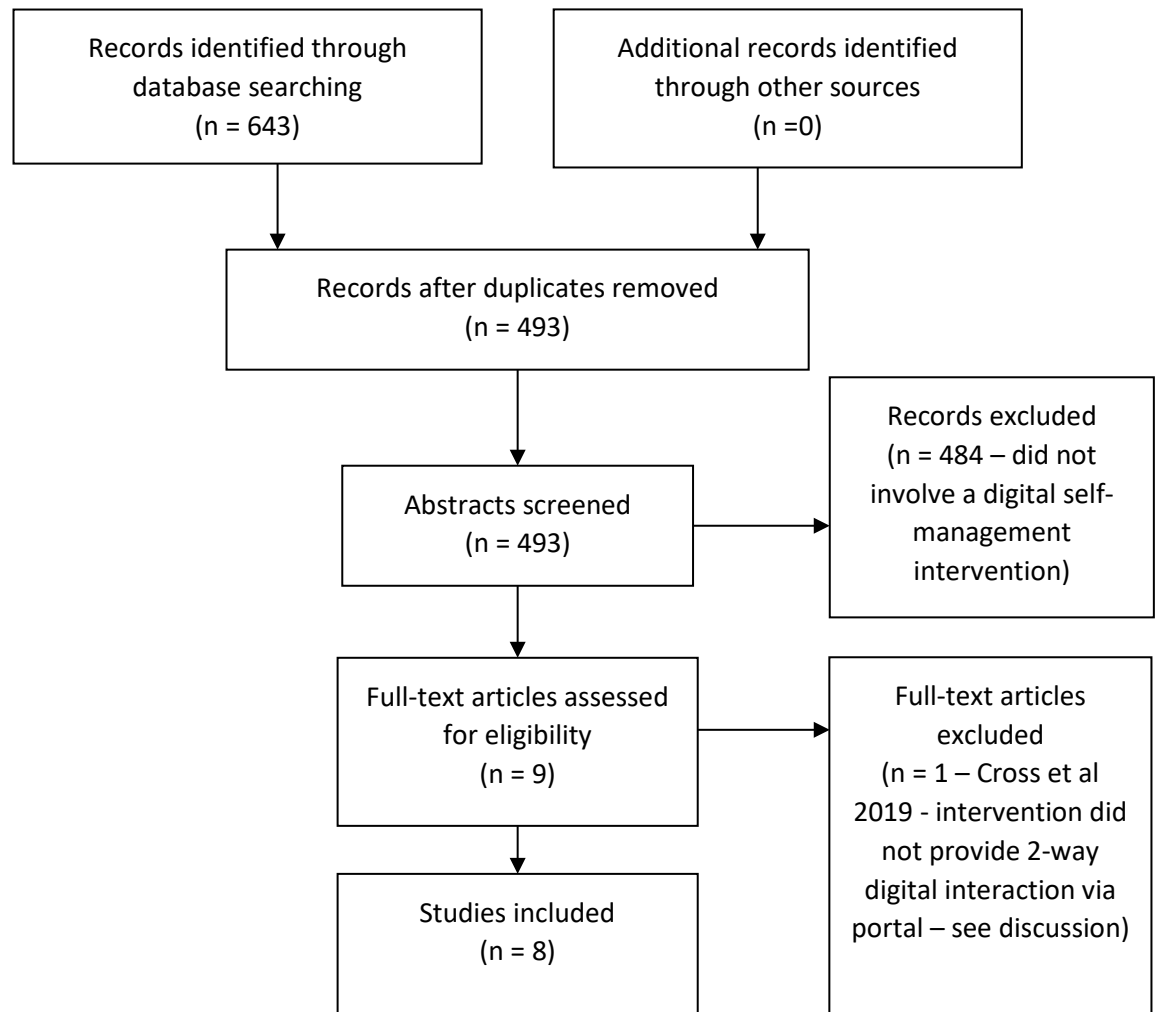 Records identified through
database searching
(n = 643)
Additional records identified
through other sources
(n =0)
Records after duplicates removed
(n = 493)
Abstracts screened
(n = 493)
Records excluded
(n = 484 – did not
involve a digital self-
management
intervention)
Full-text articles assessed
for eligibility
(n = 9)
Full-text articles
excluded
(n = 1 – Cross et al
2019 - intervention did
not provide 2-way
digital interaction via
portal – see discussion)
Studies included
(n = 8)